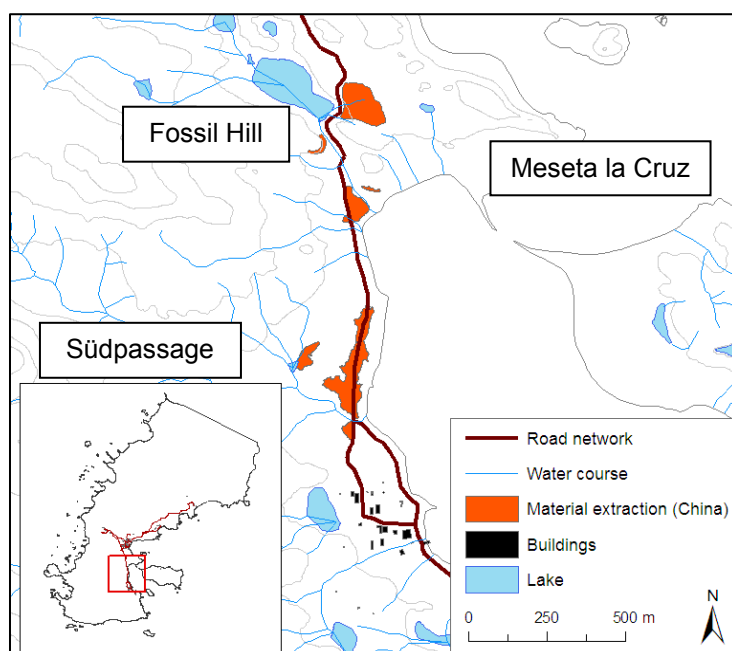 Fossil Hill
Meseta la Cruz
Südpassage
Road network
Water course
Material extraction (China)
Buildings
Lake
N
0 250 500 m